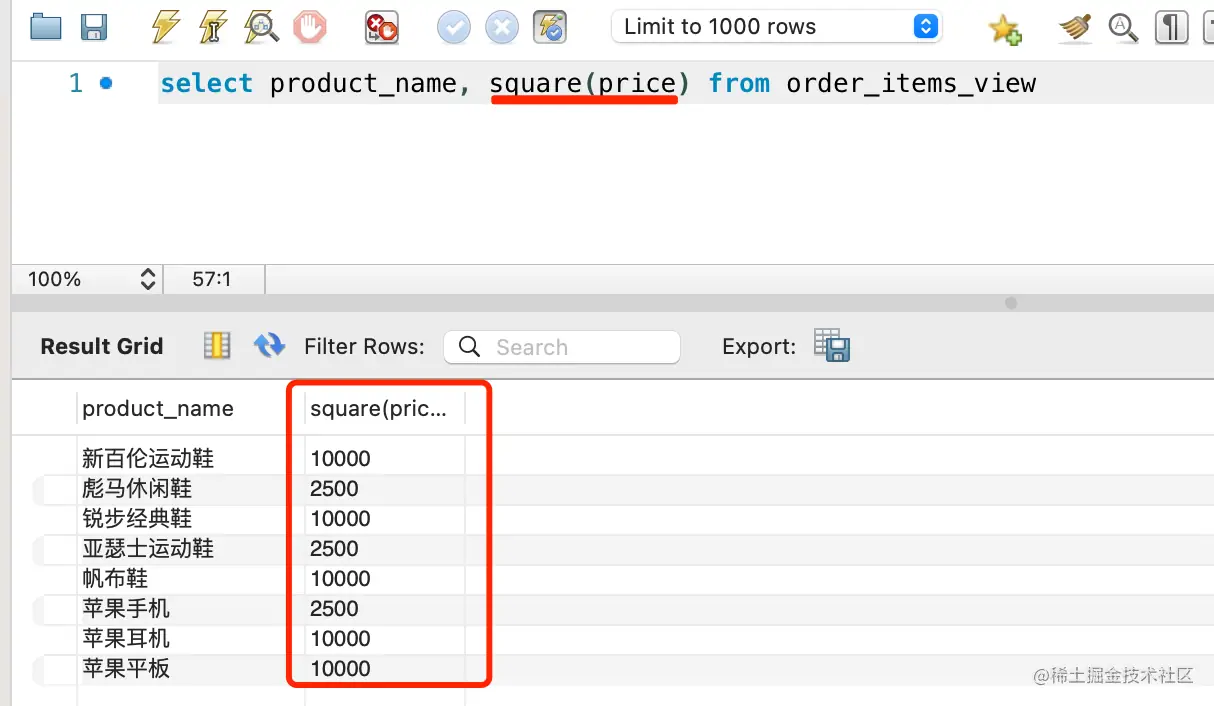 Limit to 1000 rows
1 select product_name, square(price) from order_items_view
100% 57:1
Result Grid Filter Rows: Search Export:
product_name square(pric...
新百伦运动鞋 10000
彪马休闲鞋 2500
锐步经典鞋 10000
亚瑟士运动鞋 2500
帆布鞋 10000
苹果手机 2500
苹果耳机 10000
苹果平板 10000
@稀土掘金技术社区